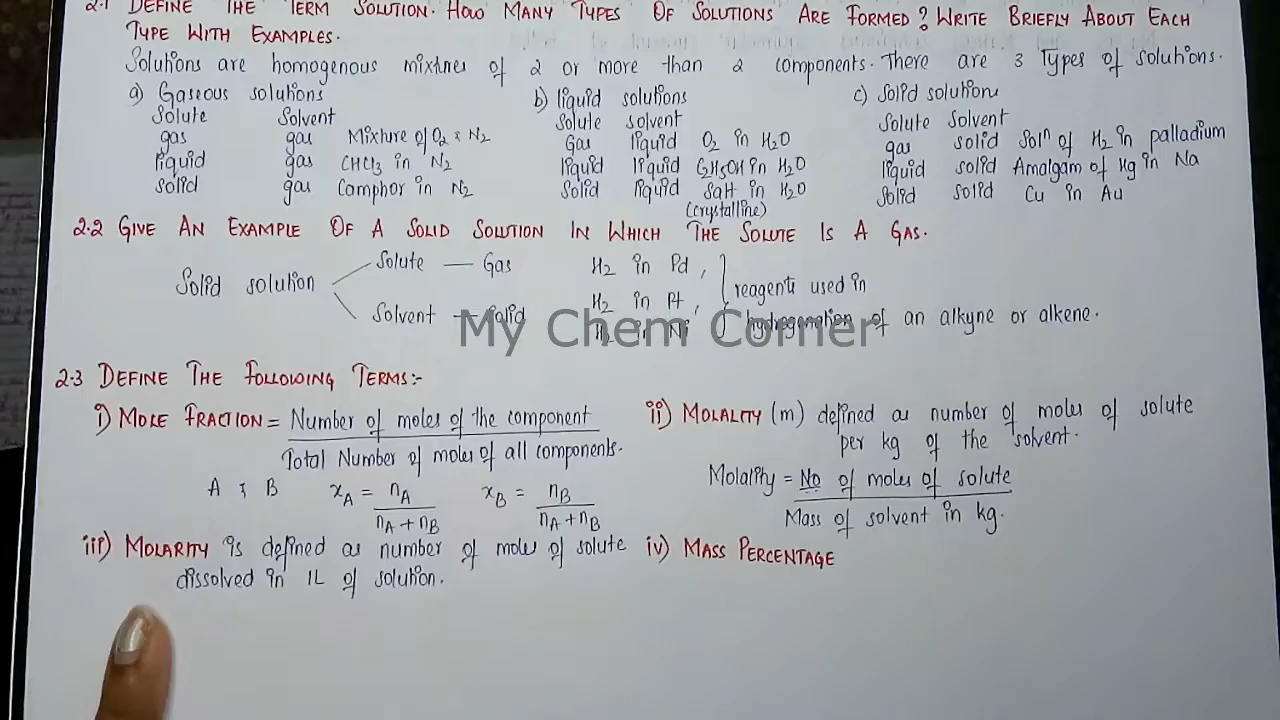 2.1 DEFINE THE TERM SOLUTION. HOW MANY TYPES OF SOLUTIONS ARE FORMED? WRITE BRIEFLY ABOUT EACH
TYPE WITH EXAMPLES.
Solutions are homogenous mixtures of 2 or more than 2 components. There are 3 Types of solutions.
a) Gaseous solutions
Solute Solvent
gas gas Mixture of O₂ & N₂
liquid gas CHCl₃ in N₂
solid gas Camphor in N₂
b) liquid solutions
Solute solvent
Gas liquid O₂ in H₂O
liquid liquid C₂H₅OH in H₂O
Solid liquid Salt in H₂O
(crystalline)
c) Solid solutions
Solute Solvent
gas solid Solⁿ of H₂ in palladium
liquid solid Amalgam of Hg in Na
Solid solid Cu in Au
2.2 GIVE AN EXAMPLE OF A SOLID SOLUTION IN WHICH THE SOLUTE IS A GAS.
Solid solution
Solute — Gas
Solvent — Solid
H₂ in Pd,
H₂ in Pt,
H₂ in Ni
reagents used in
hydrogenation of an alkyne or alkene.
My Chem Corner
2.3 DEFINE THE FOLLOWING TERMS:-
i) MOLE FRACTION = Number of moles of the component
Total Number of moles of all components.
A & B x_A = n_A / n_A + n_B x_B = n_B / n_A + n_B
ii) MOLALITY (m) defined as number of moles of solute
per kg of the solvent.
Molality = No of moles of solute
Mass of solvent in kg.
iii) MOLARITY is defined as number of moles of solute
dissolved in 1L of solution.
iv) MASS PERCENTAGE